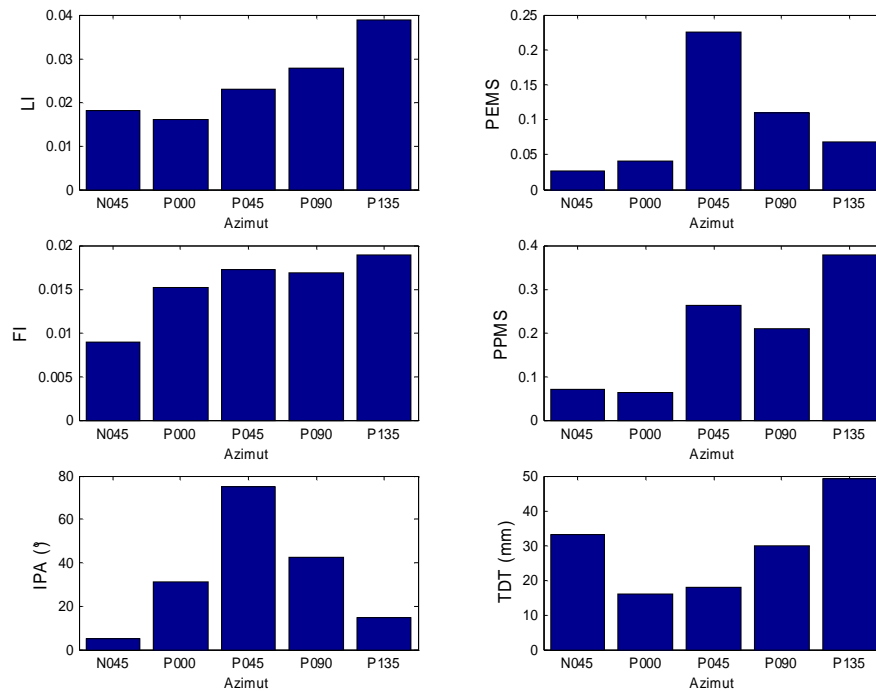 0.04
0.03
0.02
0.01
0
LI
N045 P000 P045 P090 P135
Azimut
0.25
0.2
0.15
0.1
0.05
0
PEMS
N045 P000 P045 P090 P135
Azimut
0.02
0.015
0.01
0.005
0
FI
N045 P000 P045 P090 P135
Azimut
0.4
0.3
0.2
0.1
0
PPMS
N045 P000 P045 P090 P135
Azimut
80
60
40
20
0
IPA (º)
N045 P000 P045 P090 P135
Azimut
50
40
30
20
10
0
TDT (mm)
N045 P000 P045 P090 P135
Azimut